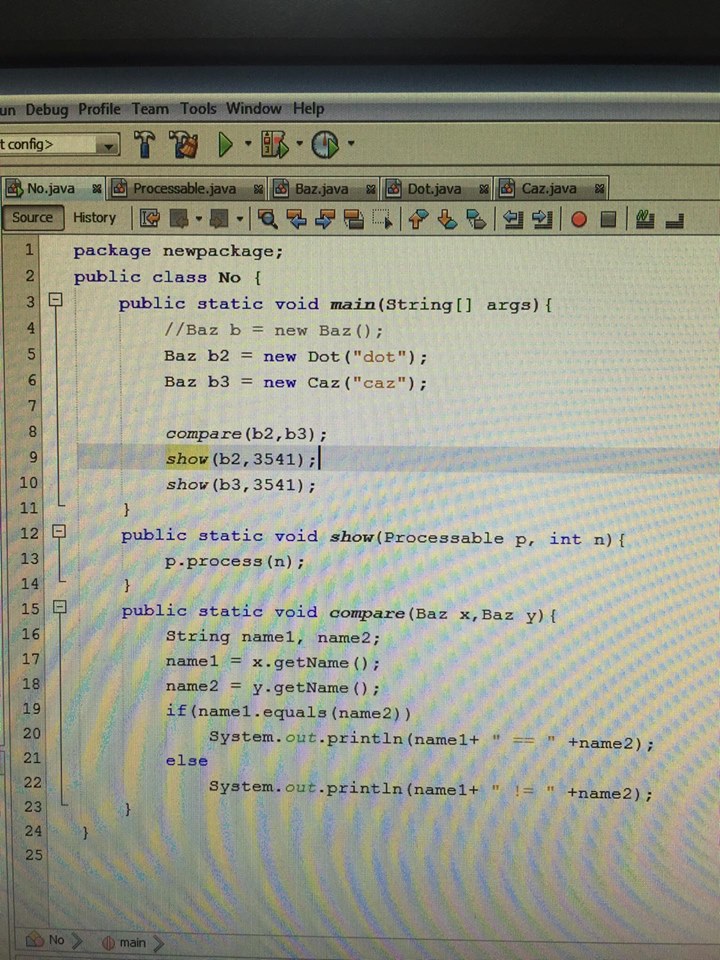 un Debug Profile Team Tools Window Help
t config>
No.java Processable.java Baz.java Dot.java Caz.java
Source History
1 package newpackage;
2 public class No {
3 public static void main(String[] args){
4 //Baz b = new Baz();
5 Baz b2 = new Dot("dot");
6 Baz b3 = new Caz("caz");
7
8 compare(b2,b3);
9 show(b2,3541);
10 show(b3,3541);
11 }
12 public static void show(Processable p, int n){
13 p.process(n);
14 }
15 public static void compare(Baz x,Baz y){
16 String name1, name2;
17 name1 = x.getName();
18 name2 = y.getName();
19 if(name1.equals(name2))
20 System.out.println(name1+ " == " +name2);
21 else
22 System.out.println(name1+ " != " +name2);
23 }
24 }
25
No main